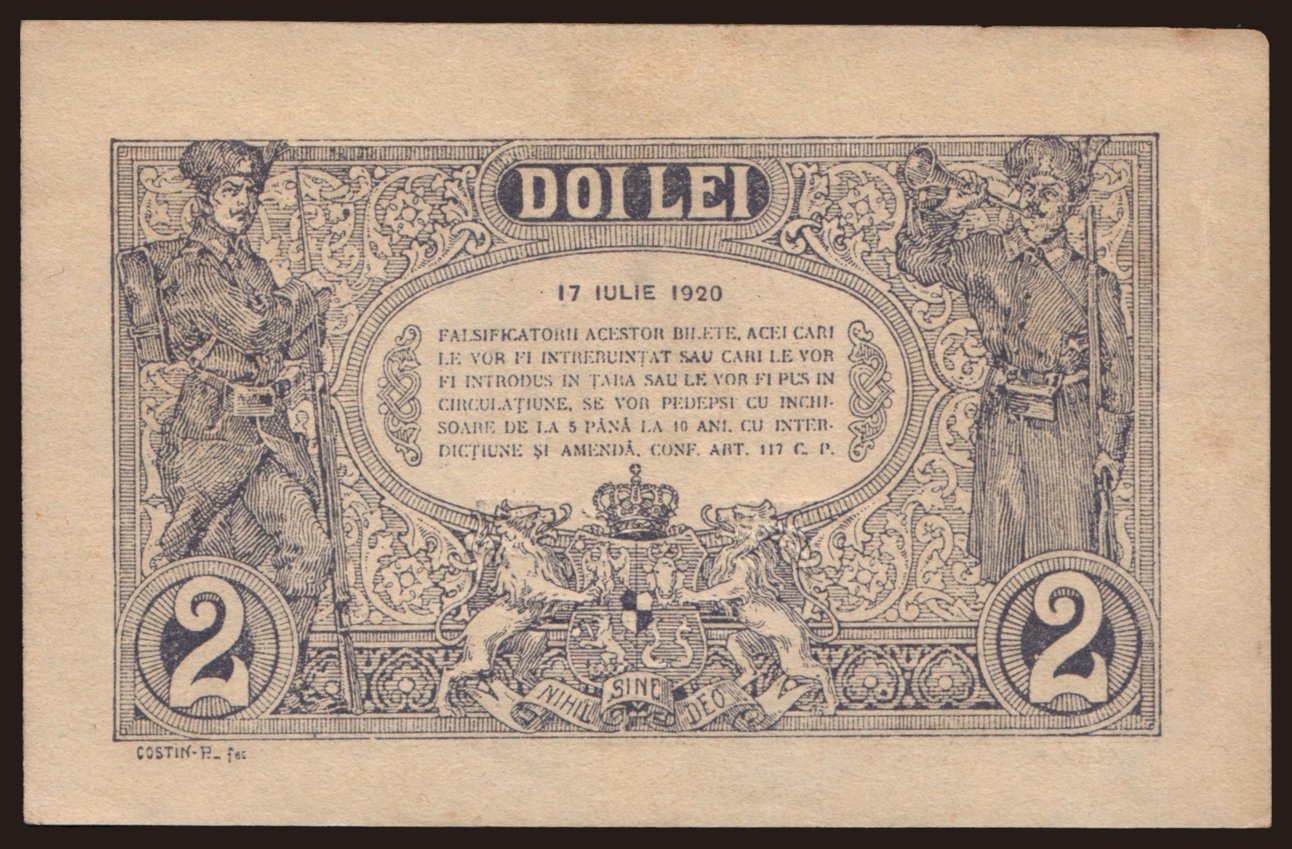 DOI LEI
17 IULIE 1920
FALSIFICATORII ACESTOR BILETE, ACEI CARI
LE VOR FI INTREBUINȚAT SAU CARI LE VOR
FI INTRODUS IN ȚARA SAU LE VOR FI PUS IN
CIRCULAȚIUNE, SE VOR PEDEPSI CU INCHI-
SOARE DE LA 5 PÂNĂ LA 10 ANI, CU INTER-
DICȚIUNE ȘI AMENDĂ, CONF. ART. 117 C. P.
2 2
NIHIL SINE DEO
COSTIN-P. fec